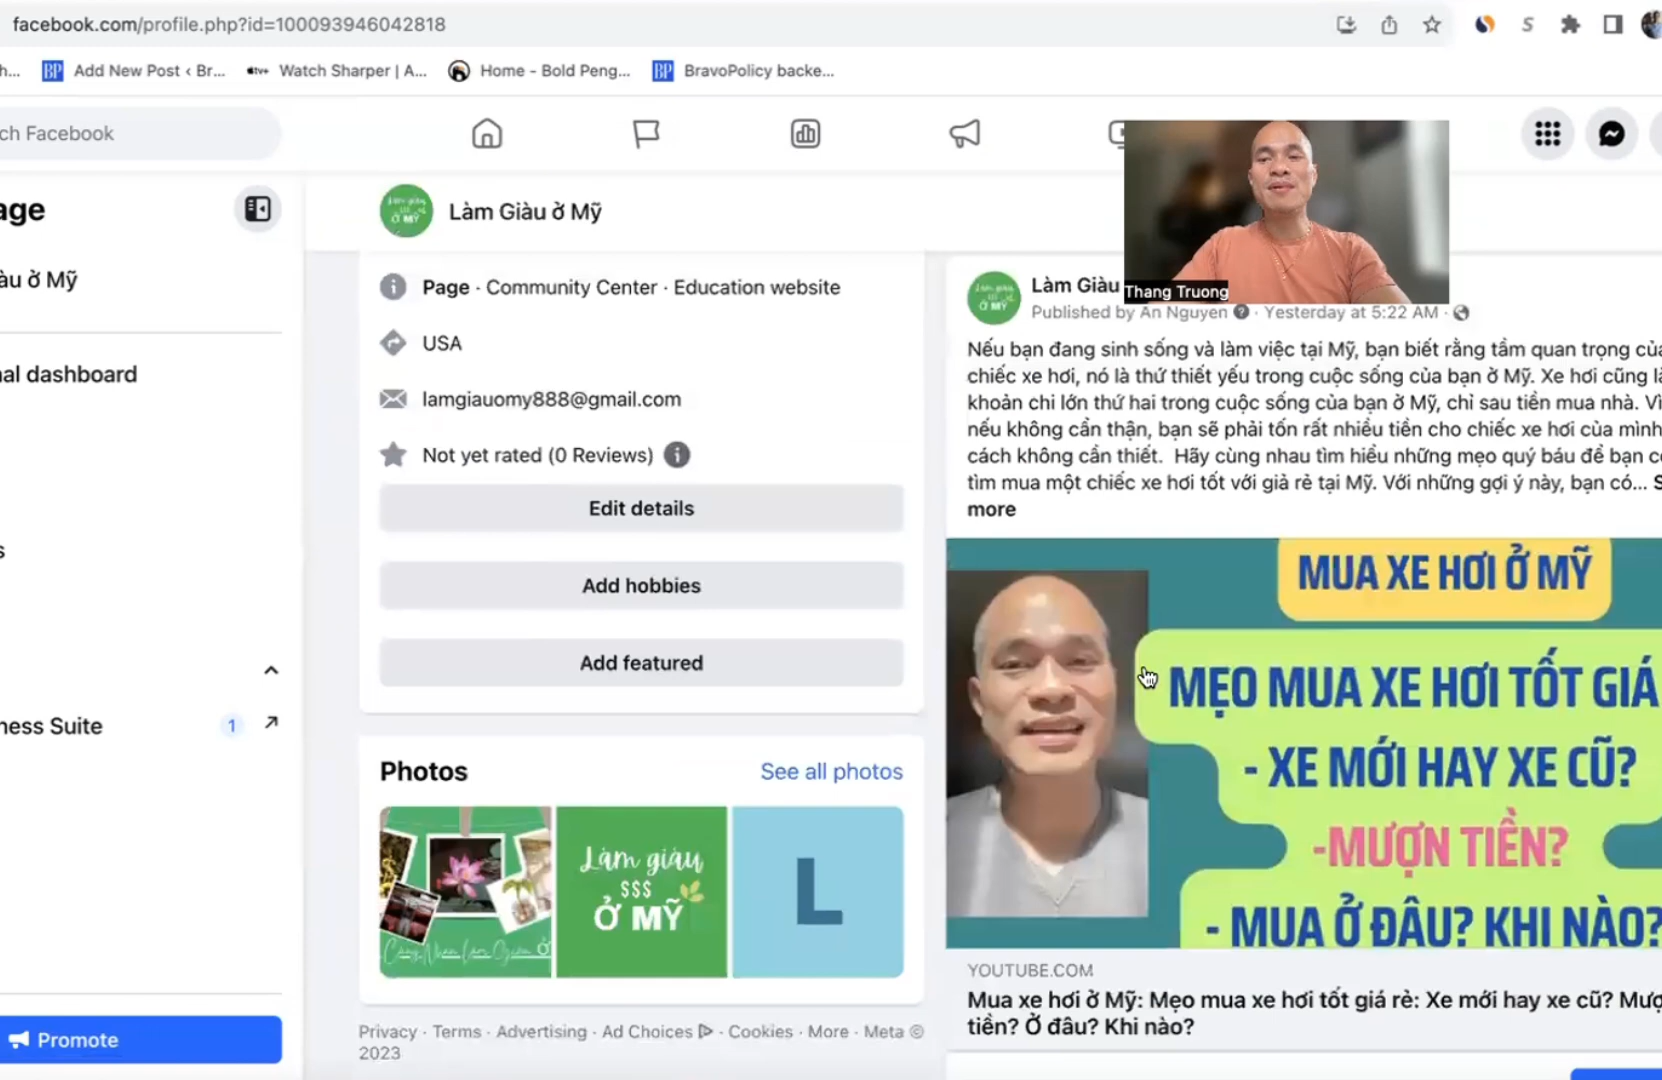 facebook.com/profile.php?id=100093946042818
h... Add New Post ‹ Br... tv+ Watch Sharper | A... Home - Bold Peng... BP BravoPolicy backe...
ch Facebook
age
Làm Giàu ở Mỹ
àu ở Mỹ
al dashboard
s
ness Suite 1
Promote
Page · Community Center · Education website
USA
lamgiauomy888@gmail.com
Not yet rated (0 Reviews)
Edit details
Add hobbies
Add featured
Photos See all photos
Làm giàu
$$$
Ở MỸ
L
Privacy · Terms · Advertising · Ad Choices · Cookies · More · Meta ©
2023
Thang Truong
Làm Giàu
Published by An Nguyen · Yesterday at 5:22 AM ·
Nếu bạn đang sinh sống và làm việc tại Mỹ, bạn biết rằng tầm quan trọng của
chiếc xe hơi, nó là thứ thiết yếu trong cuộc sống của bạn ở Mỹ. Xe hơi cũng là
khoản chi lớn thứ hai trong cuộc sống của bạn ở Mỹ, chỉ sau tiền mua nhà. Vì
nếu không cẩn thận, bạn sẽ phải tốn rất nhiều tiền cho chiếc xe hơi của mình
cách không cần thiết. Hãy cùng nhau tìm hiểu những mẹo quý báu để bạn có
tìm mua một chiếc xe hơi tốt với giả rẻ tại Mỹ. Với những gợi ý này, bạn có... S
more
MUA XE HƠI Ở MỸ
MẸO MUA XE HƠI TỐT GIÁ
- XE MỚI HAY XE CŨ?
-MƯỢN TIỀN?
- MUA Ở ĐÂU? KHI NÀO?
YOUTUBE.COM
Mua xe hơi ở Mỹ: Mẹo mua xe hơi tốt giá rẻ: Xe mới hay xe cũ? Mượ
tiền? Ở đâu? Khi nào?